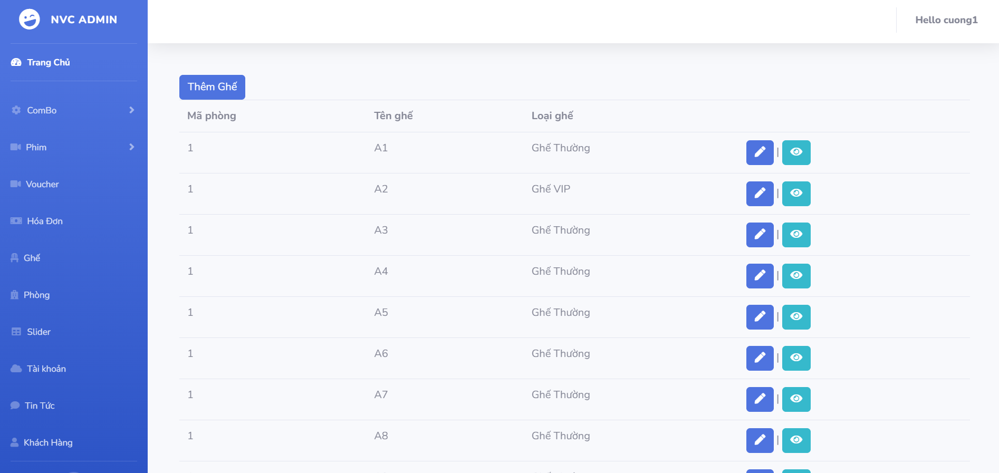 NVC ADMIN
Hello cuong1
Trang Chủ
ComBo
Phim
Voucher
Hóa Đơn
Ghế
Phòng
Slider
Tài khoản
Tin Tức
Khách Hàng
Thêm Ghế
Mã phòng Tên ghế Loại ghế
1 A1 Ghế Thường |
1 A2 Ghế VIP |
1 A3 Ghế Thường |
1 A4 Ghế Thường |
1 A5 Ghế Thường |
1 A6 Ghế Thường |
1 A7 Ghế Thường |
1 A8 Ghế Thường |